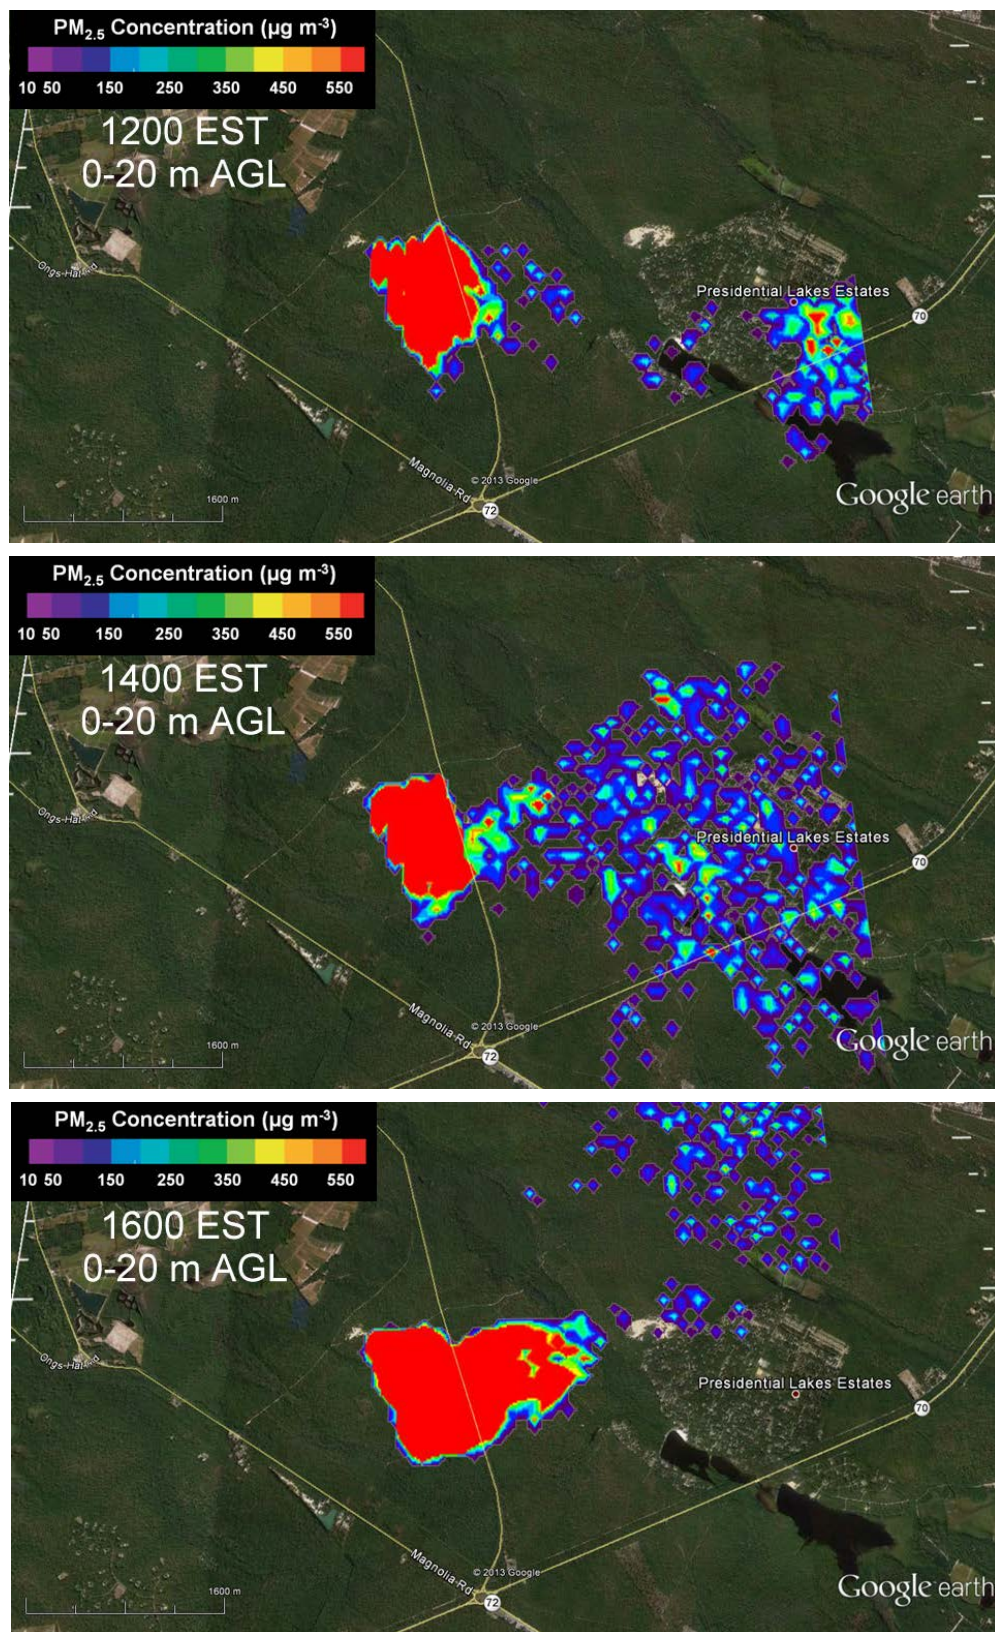 PM2.5 Concentration (µg m-3)
10 50 150 250 350 450 550
1200 EST
0-20 m AGL
Ongs-Hat
Presidential Lakes Estates
70
Magnolia Rd
© 2013 Google
72
1600 m
Google earth
PM2.5 Concentration (µg m-3)
10 50 150 250 350 450 550
1400 EST
0-20 m AGL
Ongs-Hat
Presidential Lakes Estates
70
Magnolia Rd
© 2013 Google
72
1600 m
Google earth
PM2.5 Concentration (µg m-3)
10 50 150 250 350 450 550
1600 EST
0-20 m AGL
Ongs-Hat
Presidential Lakes Estates
70
Magnolia Rd
© 2013 Google
72
1600 m
Google earth